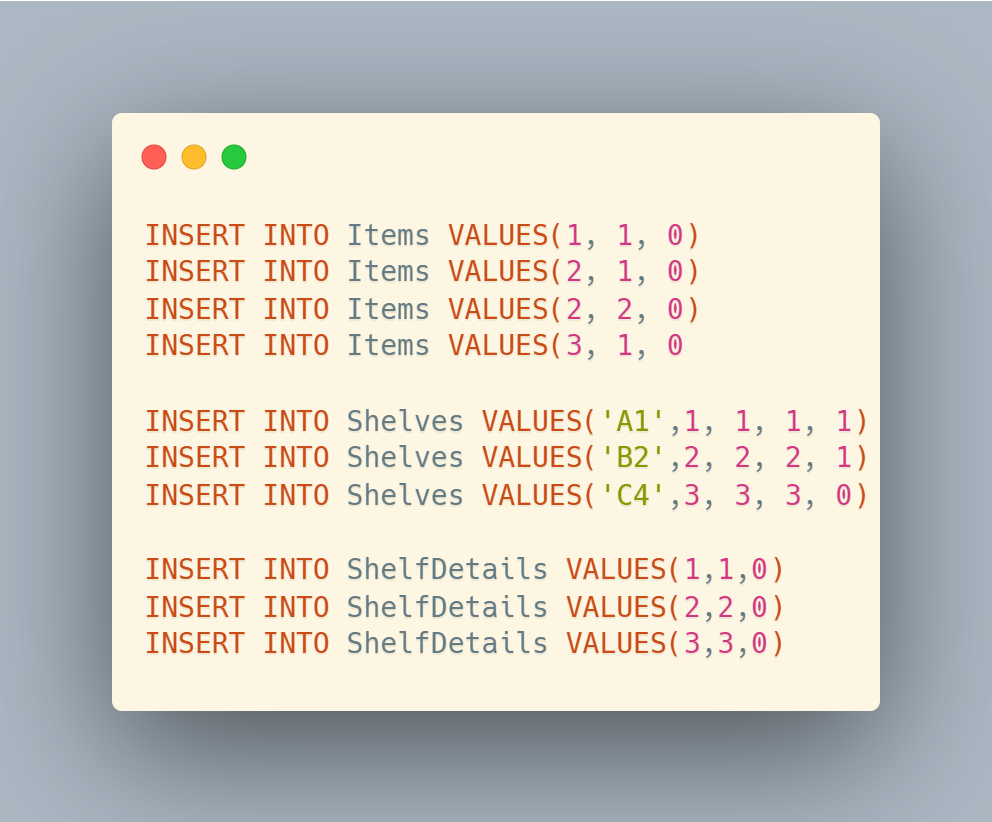 INSERT INTO Items VALUES(1, 1, 0)
INSERT INTO Items VALUES(2, 1, 0)
INSERT INTO Items VALUES(2, 2, 0)
INSERT INTO Items VALUES(3, 1, 0
INSERT INTO Shelves VALUES('A1',1, 1, 1, 1)
INSERT INTO Shelves VALUES('B2',2, 2, 2, 1)
INSERT INTO Shelves VALUES('C4',3, 3, 3, 0)
INSERT INTO ShelfDetails VALUES(1,1,0)
INSERT INTO ShelfDetails VALUES(2,2,0)
INSERT INTO ShelfDetails VALUES(3,3,0)